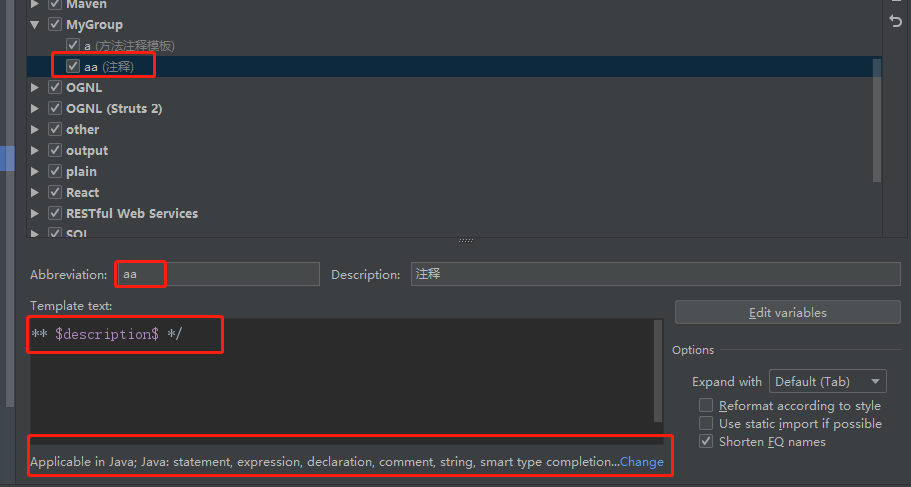 Maven
MyGroup
a (方法注释模板)
aa (注释)
OGNL
OGNL (Struts 2)
other
output
plain
React
RESTful Web Services
SQL
Abbreviation: aa Description: 注释
Template text:
** $description$ */
Edit variables
Options
Expand with Default (Tab)
Reformat according to style
Use static import if possible
Shorten FQ names
Applicable in Java; Java: statement, expression, declaration, comment, string, smart type completion...Change